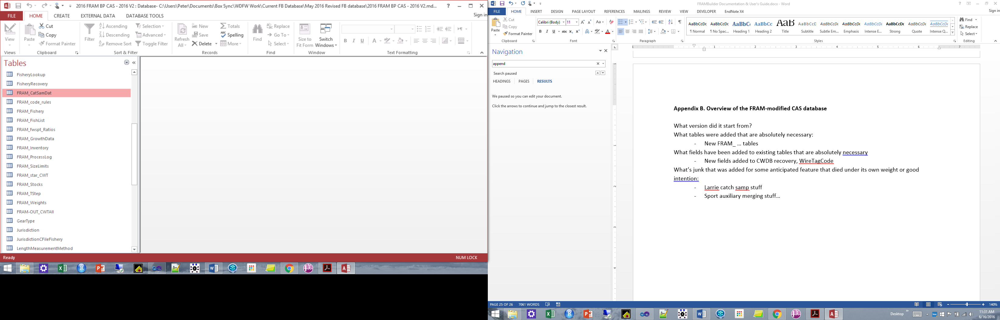 2016 FRAM BP CAS - 2016 V2 : Database- C:\Users\Peter\Documents\Box Sync\WDFW Work\Current FB Database\May 2016 Revised FB database\2016 FRAM BP CAS - 2016 V2.md...
FILE HOME CREATE EXTERNAL DATA DATABASE TOOLS Sign in
View Paste Cut Copy Format Painter
Filter Ascending Descending Remove Sort Selection Advanced Toggle Filter
Refresh All New Save Delete Totals Spelling More
Find Replace Go To Select
Size to Fit Form Switch Windows
Views Clipboard Sort & Filter Records Find Window Text Formatting
Tables
FisheryLookup
FisheryRecovery
FRAM_CatSamDat
FRAM_code_rules
FRAM_Fishery
FRAM_FishList
FRAM_fwspt_Ratios
FRAM_GrowthData
FRAM_Inventory
FRAM_ProcessLog
FRAM_SizeLimits
FRAM_star_CWT
FRAM_Stocks
FRAM_TStep
FRAM_Weights
FRAM-OUT_CWTAll
GearType
Jurisdiction
JurisdictionCFileFishery
LengthMeasurementMethod
Ready NUM LOCK
FRAMBuilder Documentation & User's Guide.docx - Word
FILE HOME INSERT DESIGN PAGE LAYOUT REFERENCES MAILINGS REVIEW VIEW DEVELOPER EndNote X4 Sign in
Paste Cut Copy Format Painter
Calibri (Body) 11
¶ Normal ¶ No Spac... Heading 1 Heading 2 Title Subtitle Subtle Em... Emphasis Intense E... Strong Quote Intense Q...
Find Replace Select
Clipboard Font Paragraph Styles Editing
Navigation
append
Search paused
HEADINGS PAGES RESULTS
We paused so you can edit your document.
Click the arrows to continue and jump to the closest result.
Appendix B. Overview of the FRAM-modified CAS database
What version did it start from?
What tables were added that are absolutely necessary:
- New FRAM_ ... tables
What fields have been added to existing tables that are absolutely necessary
- New fields added to CWDB recovery, WireTagCode
What's junk that was added for some anticipated feature that died under its own weight or good
intention:
- Larrie catch samp stuff
- Sport auxiliary merging stuff...
PAGE 25 OF 26 7061 WORDS 140%
Desktop 11:31 AM
6/16/2016